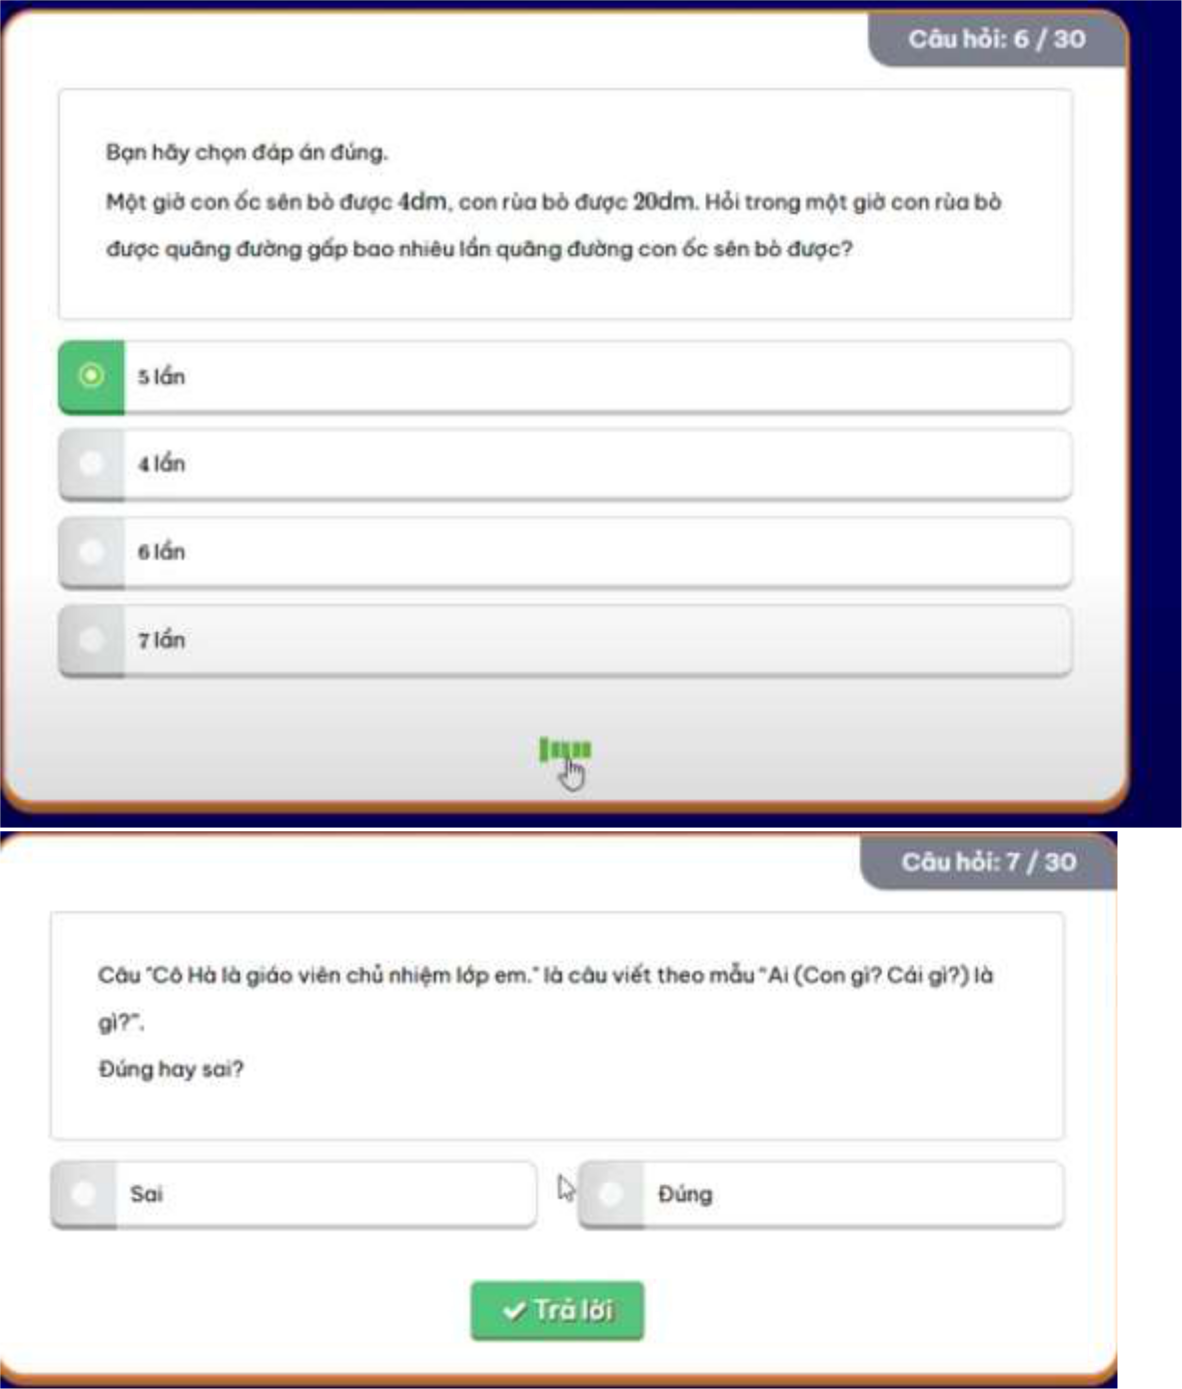 Câu hỏi: 6 / 30
Bạn hãy chọn đáp án đúng.
Một giờ con ốc sên bò được 4dm, con rùa bò được 20dm. Hỏi trong một giờ con rùa bò
được quãng đường gấp bao nhiêu lần quãng đường con ốc sên bò được?
5 lần
4 lần
6 lần
7 lần
Câu hỏi: 7 / 30
Câu "Cô Hà là giáo viên chủ nhiệm lớp em." là câu viết theo mẫu "Ai (Con gì? Cái gì?) là
gì?".
Đúng hay sai?
Sai
Đúng
Trả lời